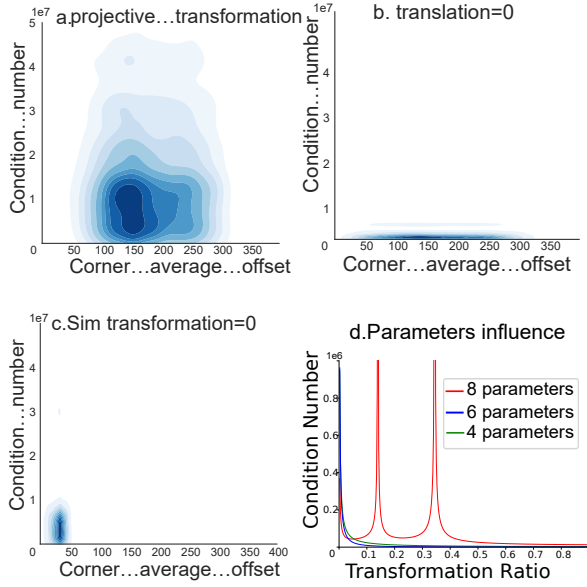 a.projective…transformation
1e7
Condition…number
5
4
3
2
1
0
50 100 150 200 250 300 350
Corner…average…offset
b. translation=0
1e7
Condition…number
4
3
2
1
0
50 100 150 200 250 300 350
Corner…average…offset
c.Sim transformation=0
1e7
Condition…number
4
3
2
1
0
50 100 150 200 250 300 350 400
Corner…average…offset
d.Parameters influence
1e6
Condition Number
0.8
0.6
0.4
0.2
0
8 parameters
6 parameters
4 parameters
0.1 0.2 0.3 0.4 0.5 0.6 0.7 0.8
Transformation Ratio